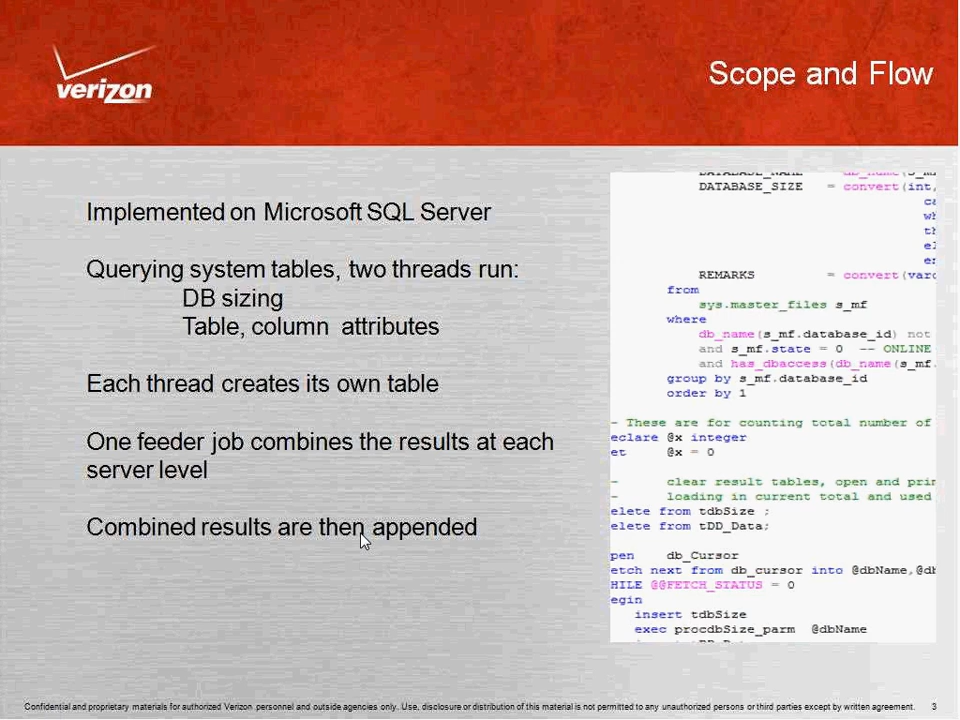 verizon
Scope and Flow
Implemented on Microsoft SQL Server
Querying system tables, two threads run:
DB sizing
Table, column attributes
Each thread creates its own table
One feeder job combines the results at each
server level
Combined results are then appended
DATABASE_SIZE = convert(int,
REMARKS = convert(varc
from
sys.master_files s_mf
where
db_name(s_mf.database_id) not
and s_mf.state = 0 -- ONLINE
and has_dbaccess(db_name(s_mf.
group by s_mf.database_id
order by 1
- These are for counting total number of
eclare @x integer
et @x = 0
- clear result tables, open and prin
- loading in current total and used
elete from tdbSize ;
elete from tDD_Data;
pen db_Cursor
etch next from db_cursor into @dbName,@db
HILE @@FETCH_STATUS = 0
egin
insert tdbSize
exec procdbSize_parm @dbName
Confidential and proprietary materials for authorized Verizon personnel and outside agencies only. Use, disclosure or distribution of this material is not permitted to any unauthorized persons or third parties except by written agreement.
3